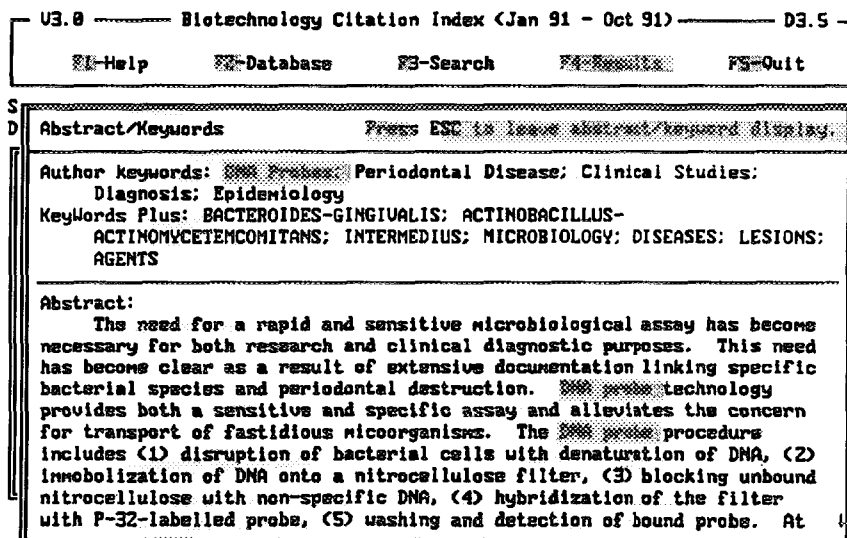 V3.0 Biotechnology Citation Index (Jan 91 - Oct 91) D3.5
F1-Help F2-Database F3-Search F4-Results F5-Quit
S
D Abstract/Keywords Press ESC to leave abstract/keyword display.
Author keywords: DNA Probes; Periodontal Disease; Clinical Studies;
Diagnosis; Epidemiology
KeyWords Plus: BACTEROIDES-GINGIVALIS; ACTINOBACILLUS-
ACTINOMYCETEMCOMITANS; INTERMEDIUS; MICROBIOLOGY; DISEASES; LESIONS;
AGENTS
Abstract:
The need for a rapid and sensitive microbiological assay has become
necessary for both research and clinical diagnostic purposes. This need
has become clear as a result of extensive documentation linking specific
bacterial species and periodontal destruction. DNA probe technology
provides both a sensitive and specific assay and alleviates the concern
for transport of fastidious micoorganisms. The DNA probe procedure
includes (1) disruption of bacterial cells with denaturation of DNA, (2)
immobolization of DNA onto a nitrocellulose filter, (3) blocking unbound
nitrocellulose with non-specific DNA, (4) hybridization of the filter
with P-32-labelled probe, (5) washing and detection of bound probe. At